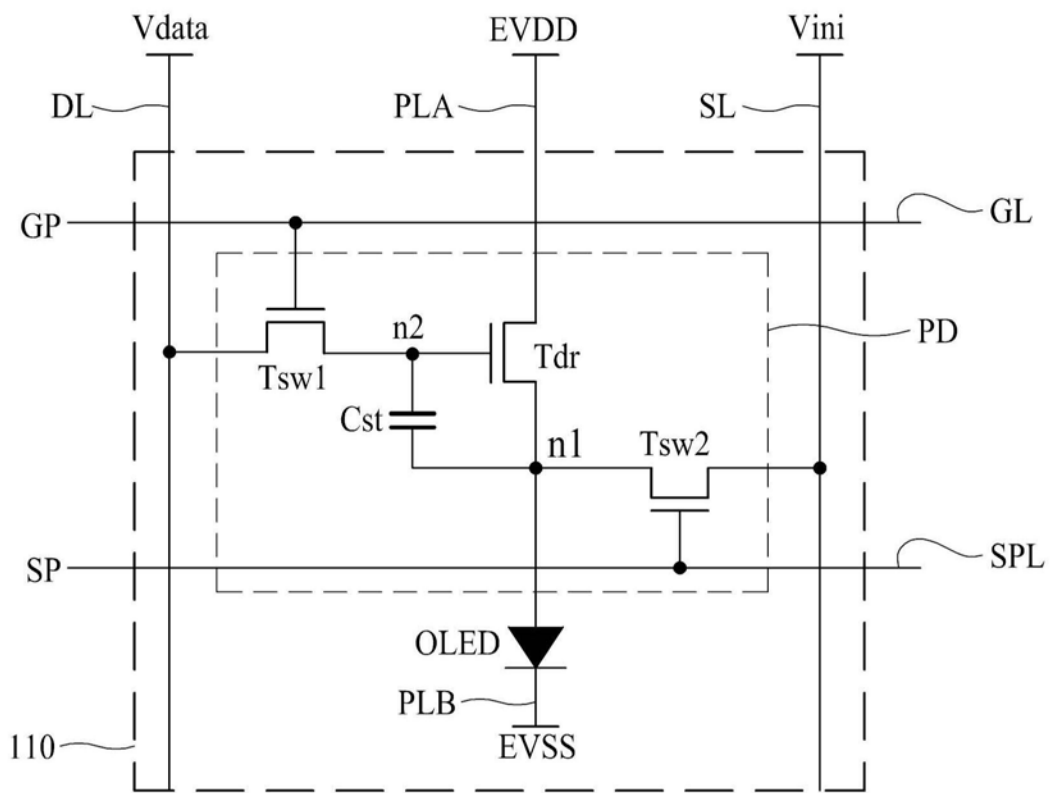 Vdata
EVDD
Vini
DL
PLA
SL
GP
GL
n2
PD
Tsw1
Tdr
Cst
n1
Tsw2
SP
SPL
OLED
PLB
110
EVSS